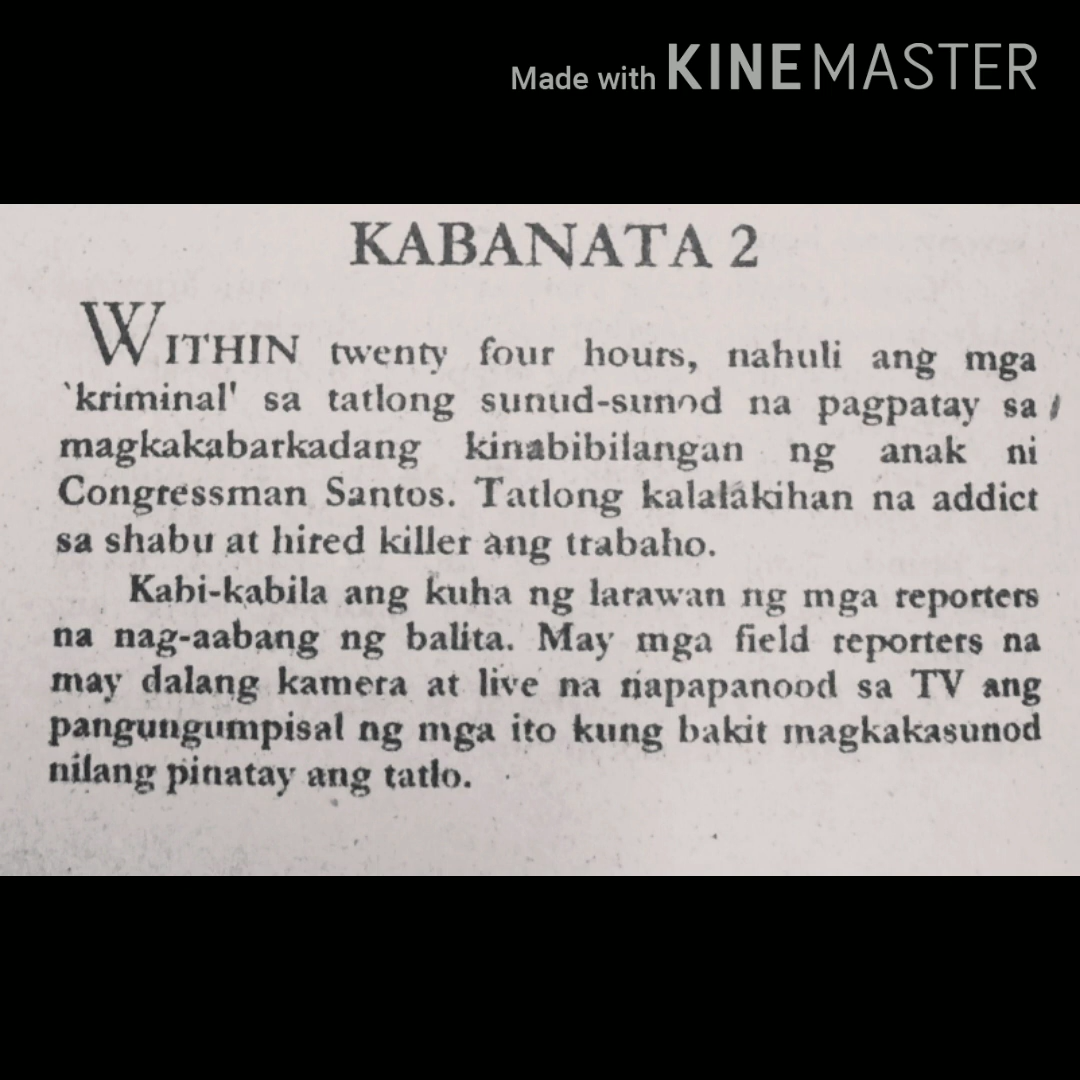 Made with KINEMASTER
KABANATA 2
WITHIN twenty four hours, nahuli ang mga
`kriminal' sa tatlong sunud-sunod na pagpatay sa
magkakabarkadang kinabibilangan ng anak ni
Congressman Santos. Tatlong kalalakihan na addict
sa shabu at hired killer ang trabaho.
Kabi-kabila ang kuha ng larawan ng mga reporters
na nag-aabang ng balita. May mga field reporters na
may dalang kamera at live na napapanood sa TV ang
pangungumpisal ng mga ito kung bakit magkakasunod
nilang pinatay ang tatlo.